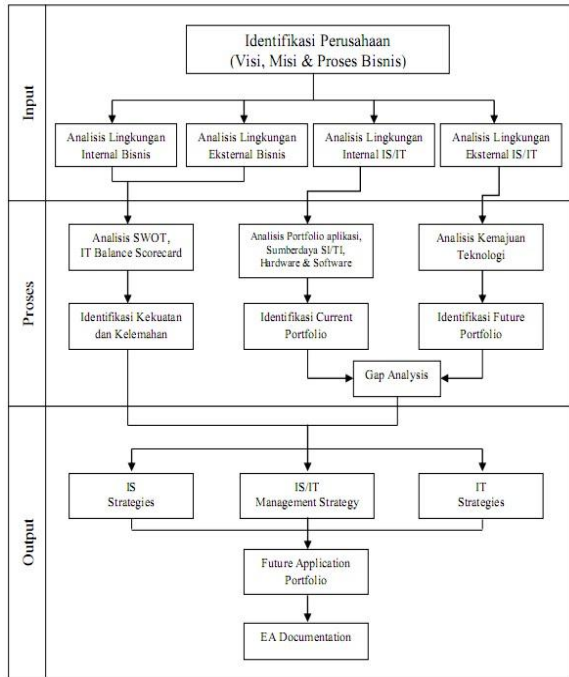 Input
Identifikasi Perusahaan
(Visi, Misi & Proses Bisnis)
Analisis Lingkungan
Internal Bisnis
Analisis Lingkungan
Eksternal Bisnis
Analisis Lingkungan
Internal IS/IT
Analisis Lingkungan
Eksternal IS/IT
Proses
Analisis SWOT,
IT Balance Scorecard
Analisis Portfolio aplikasi,
Sumberdaya SI/TI,
Hardware & Software
Analisis Kemajuan
Teknologi
Identifikasi Kekuatan
dan Kelemahan
Identifikasi Current
Portfolio
Identifikasi Future
Portfolio
Gap Analysis
Output
IS
Strategies
IS/IT
Management Strategy
IT
Strategies
Future Application
Portfolio
EA Documentation